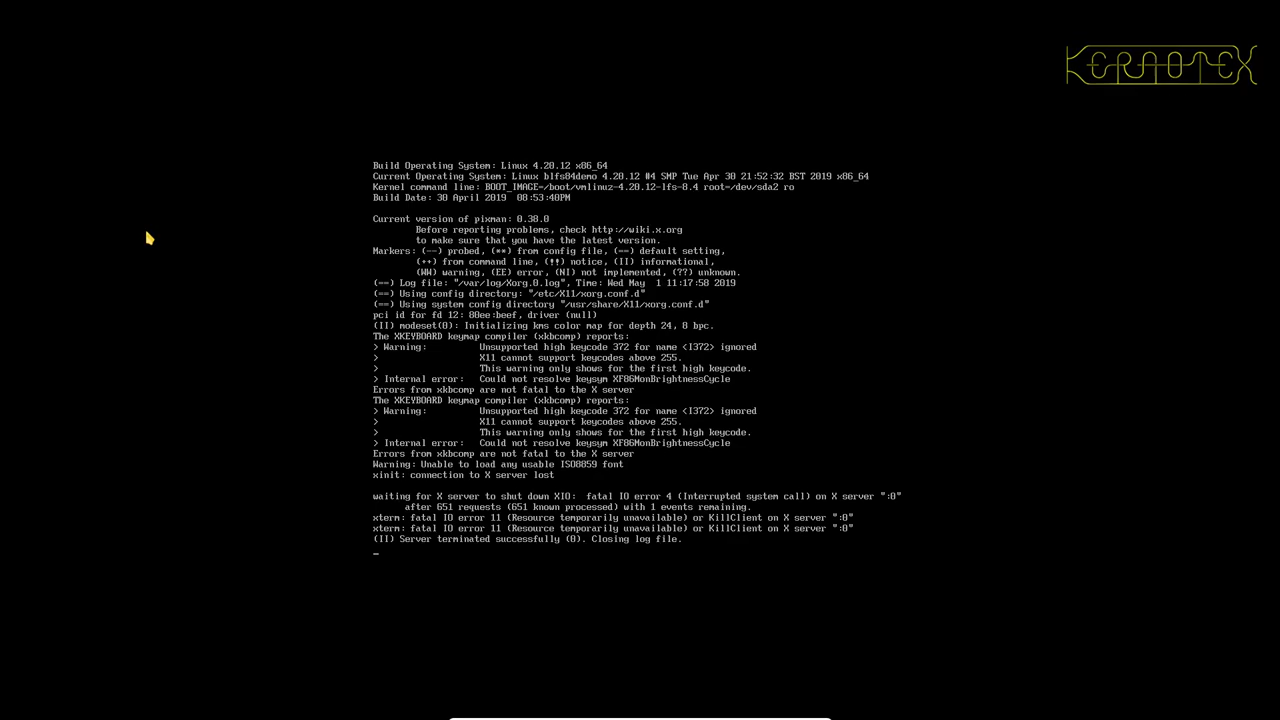 KERNOTEX
Build Operating System: Linux 4.20.12 x86_64
Current Operating System: Linux blfs84demo 4.20.12 #4 SMP Tue Apr 30 21:52:32 BST 2019 x86_64
Kernel command line: BOOT_IMAGE=/boot/vmlinuz-4.20.12-lfs-8.4 root=/dev/sda2 ro
Build Date: 30 April 2019  08:53:40PM
Current version of pixman: 0.38.0
Before reporting problems, check http://wiki.x.org
to make sure that you have the latest version.
Markers: (--) probed, (**) from config file, (==) default setting,
(++) from command line, (!!) notice, (II) informational,
(WW) warning, (EE) error, (NI) not implemented, (??) unknown.
(==) Log file: "/var/log/Xorg.0.log", Time: Wed May  1 11:17:58 2019
(==) Using config directory: "/etc/X11/xorg.conf.d"
(==) Using system config directory "/usr/share/X11/xorg.conf.d"
pci id for fd 12: 80ee:beef, driver (null)
(II) modeset(0): Initializing kms color map for depth 24, 8 bpc.
The XKEYBOARD keymap compiler (xkbcomp) reports:
> Warning:          Unsupported high keycode 372 for name <I372> ignored
>                   X11 cannot support keycodes above 255.
>                   This warning only shows for the first high keycode.
> Internal error:   Could not resolve keysym XF86MonBrightnessCycle
Errors from xkbcomp are not fatal to the X server
The XKEYBOARD keymap compiler (xkbcomp) reports:
> Warning:          Unsupported high keycode 372 for name <I372> ignored
>                   X11 cannot support keycodes above 255.
>                   This warning only shows for the first high keycode.
> Internal error:   Could not resolve keysym XF86MonBrightnessCycle
Errors from xkbcomp are not fatal to the X server
Warning: Unable to load any usable ISO8859 font
xinit: connection to X server lost
waiting for X server to shut down XIO:  fatal IO error 4 (Interrupted system call) on X server ":0"
after 651 requests (651 known processed) with 1 events remaining.
xterm: fatal IO error 11 (Resource temporarily unavailable) or KillClient on X server ":0"
xterm: fatal IO error 11 (Resource temporarily unavailable) or KillClient on X server ":0"
(II) Server terminated successfully (0). Closing log file.